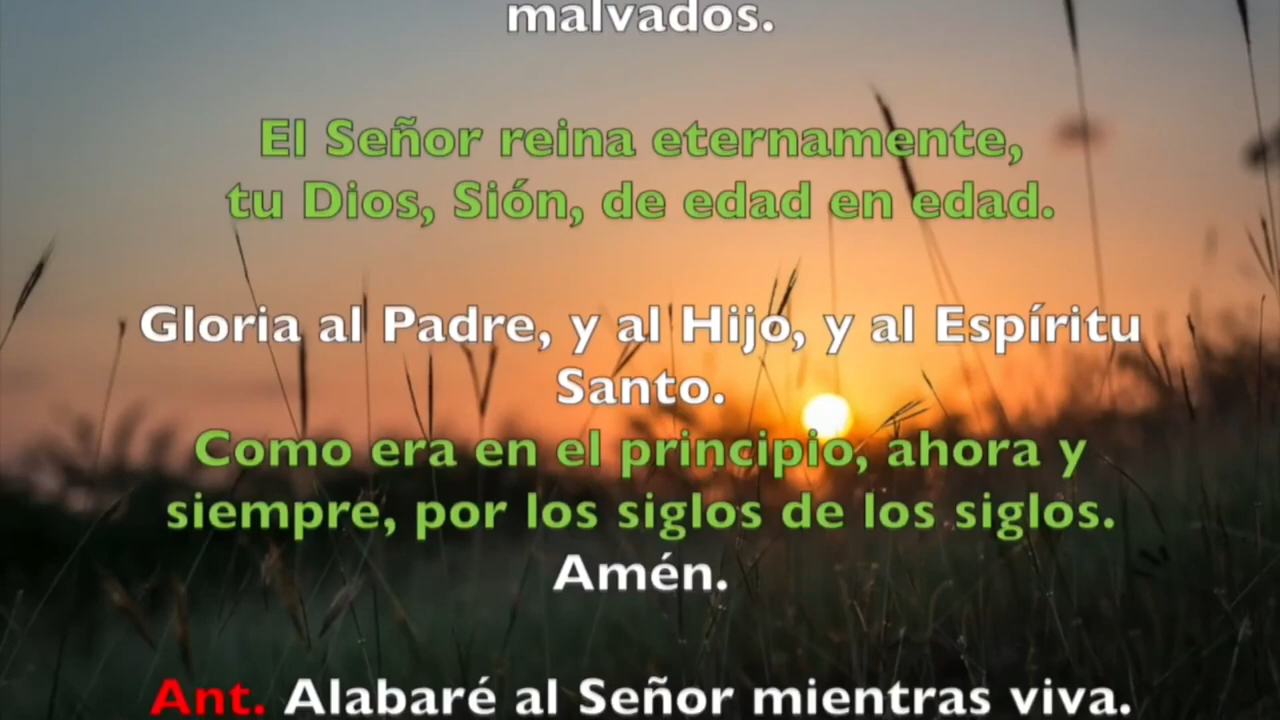 malvados.
El Señor reina eternamente,
tu Dios, Sión, de edad en edad.
Gloria al Padre, y al Hijo, y al Espíritu
Santo.
Como era en el principio, ahora y
siempre, por los siglos de los siglos.
Amén.
Ant. Alabaré al Señor mientras viva.